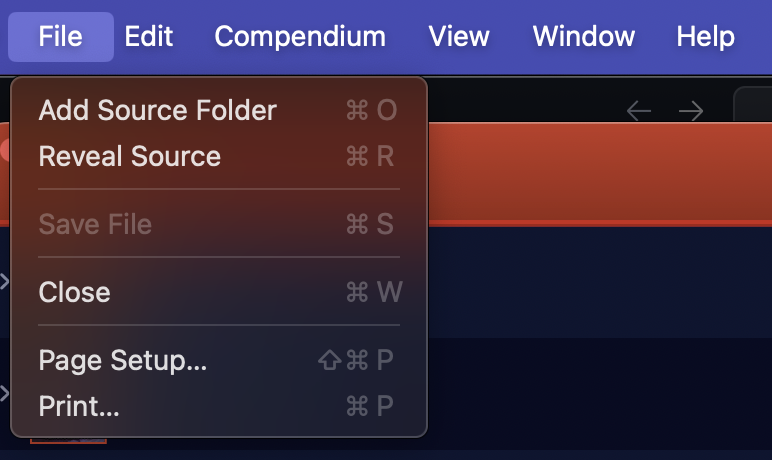 File Edit Compendium View Window Help
Add Source Folder ⌘ O
Reveal Source ⌘ R
Save File ⌘ S
Close ⌘ W
Page Setup... ⇧⌘ P
Print... ⌘ P